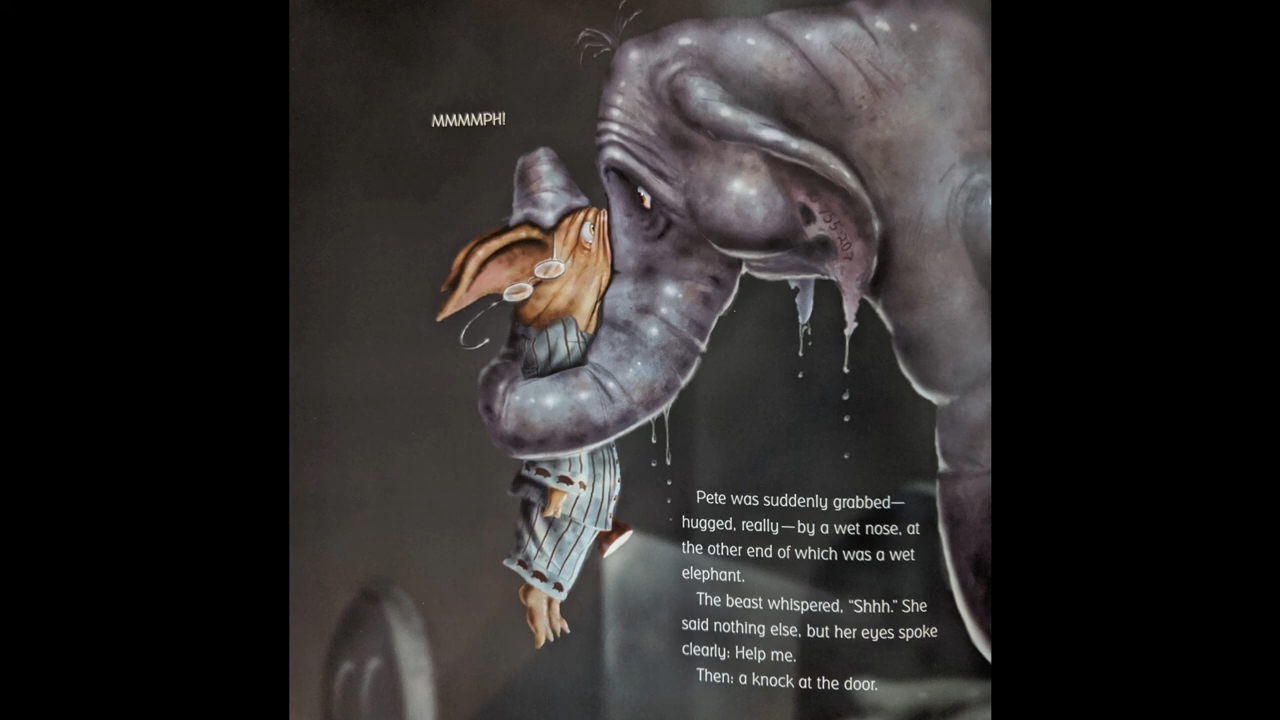 MMMMPH!
155-207
Pete was suddenly grabbed—
hugged, really—by a wet nose, at
the other end of which was a wet
elephant.
The beast whispered, “Shhh.” She
said nothing else, but her eyes spoke
clearly: Help me.
Then: a knock at the door.